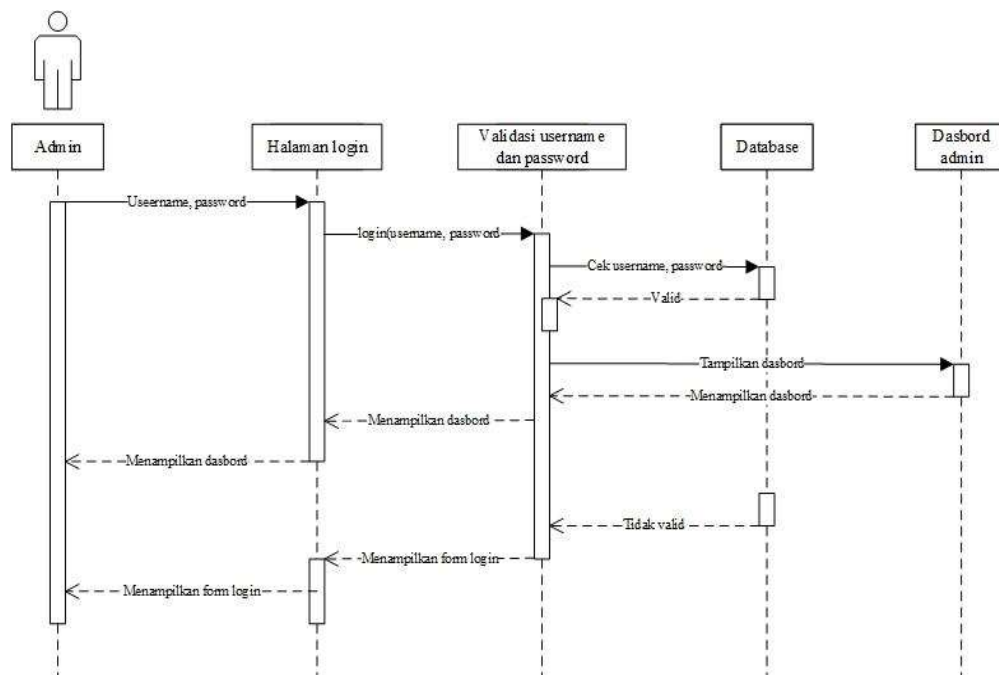 Admin
Halaman login
Validasi username
dan password
Database
Dasbord
admin
Useername, password
login(username, password
Cek username, password
Valid
Tampilkan dasbord
Menampilkan dasbord
Menampilkan dasbord
Menampilkan dasbord
Tidak valid
Menampilkan form login
Menampilkan form login